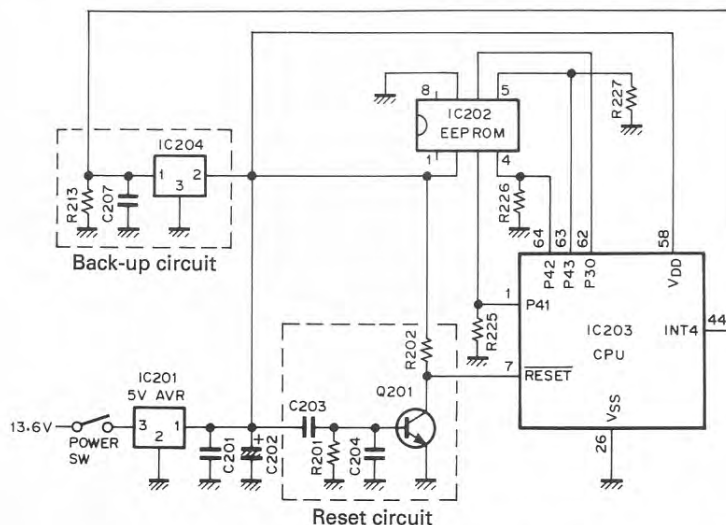 8
5
IC202
EEPROM
1
4
R227
IC204
1
2
3
R213
C207
Back-up circuit
R226
64
63
62
58
P42
P43
P30
VDD
1
P41
R225
IC203
CPU
INT4
44
7
RESET
VSS
26
R202
Q201
IC201
5V AVR
13.6V
POWER
SW
3
1
2
C201
+
C202
C203
R201
C204
Reset circuit